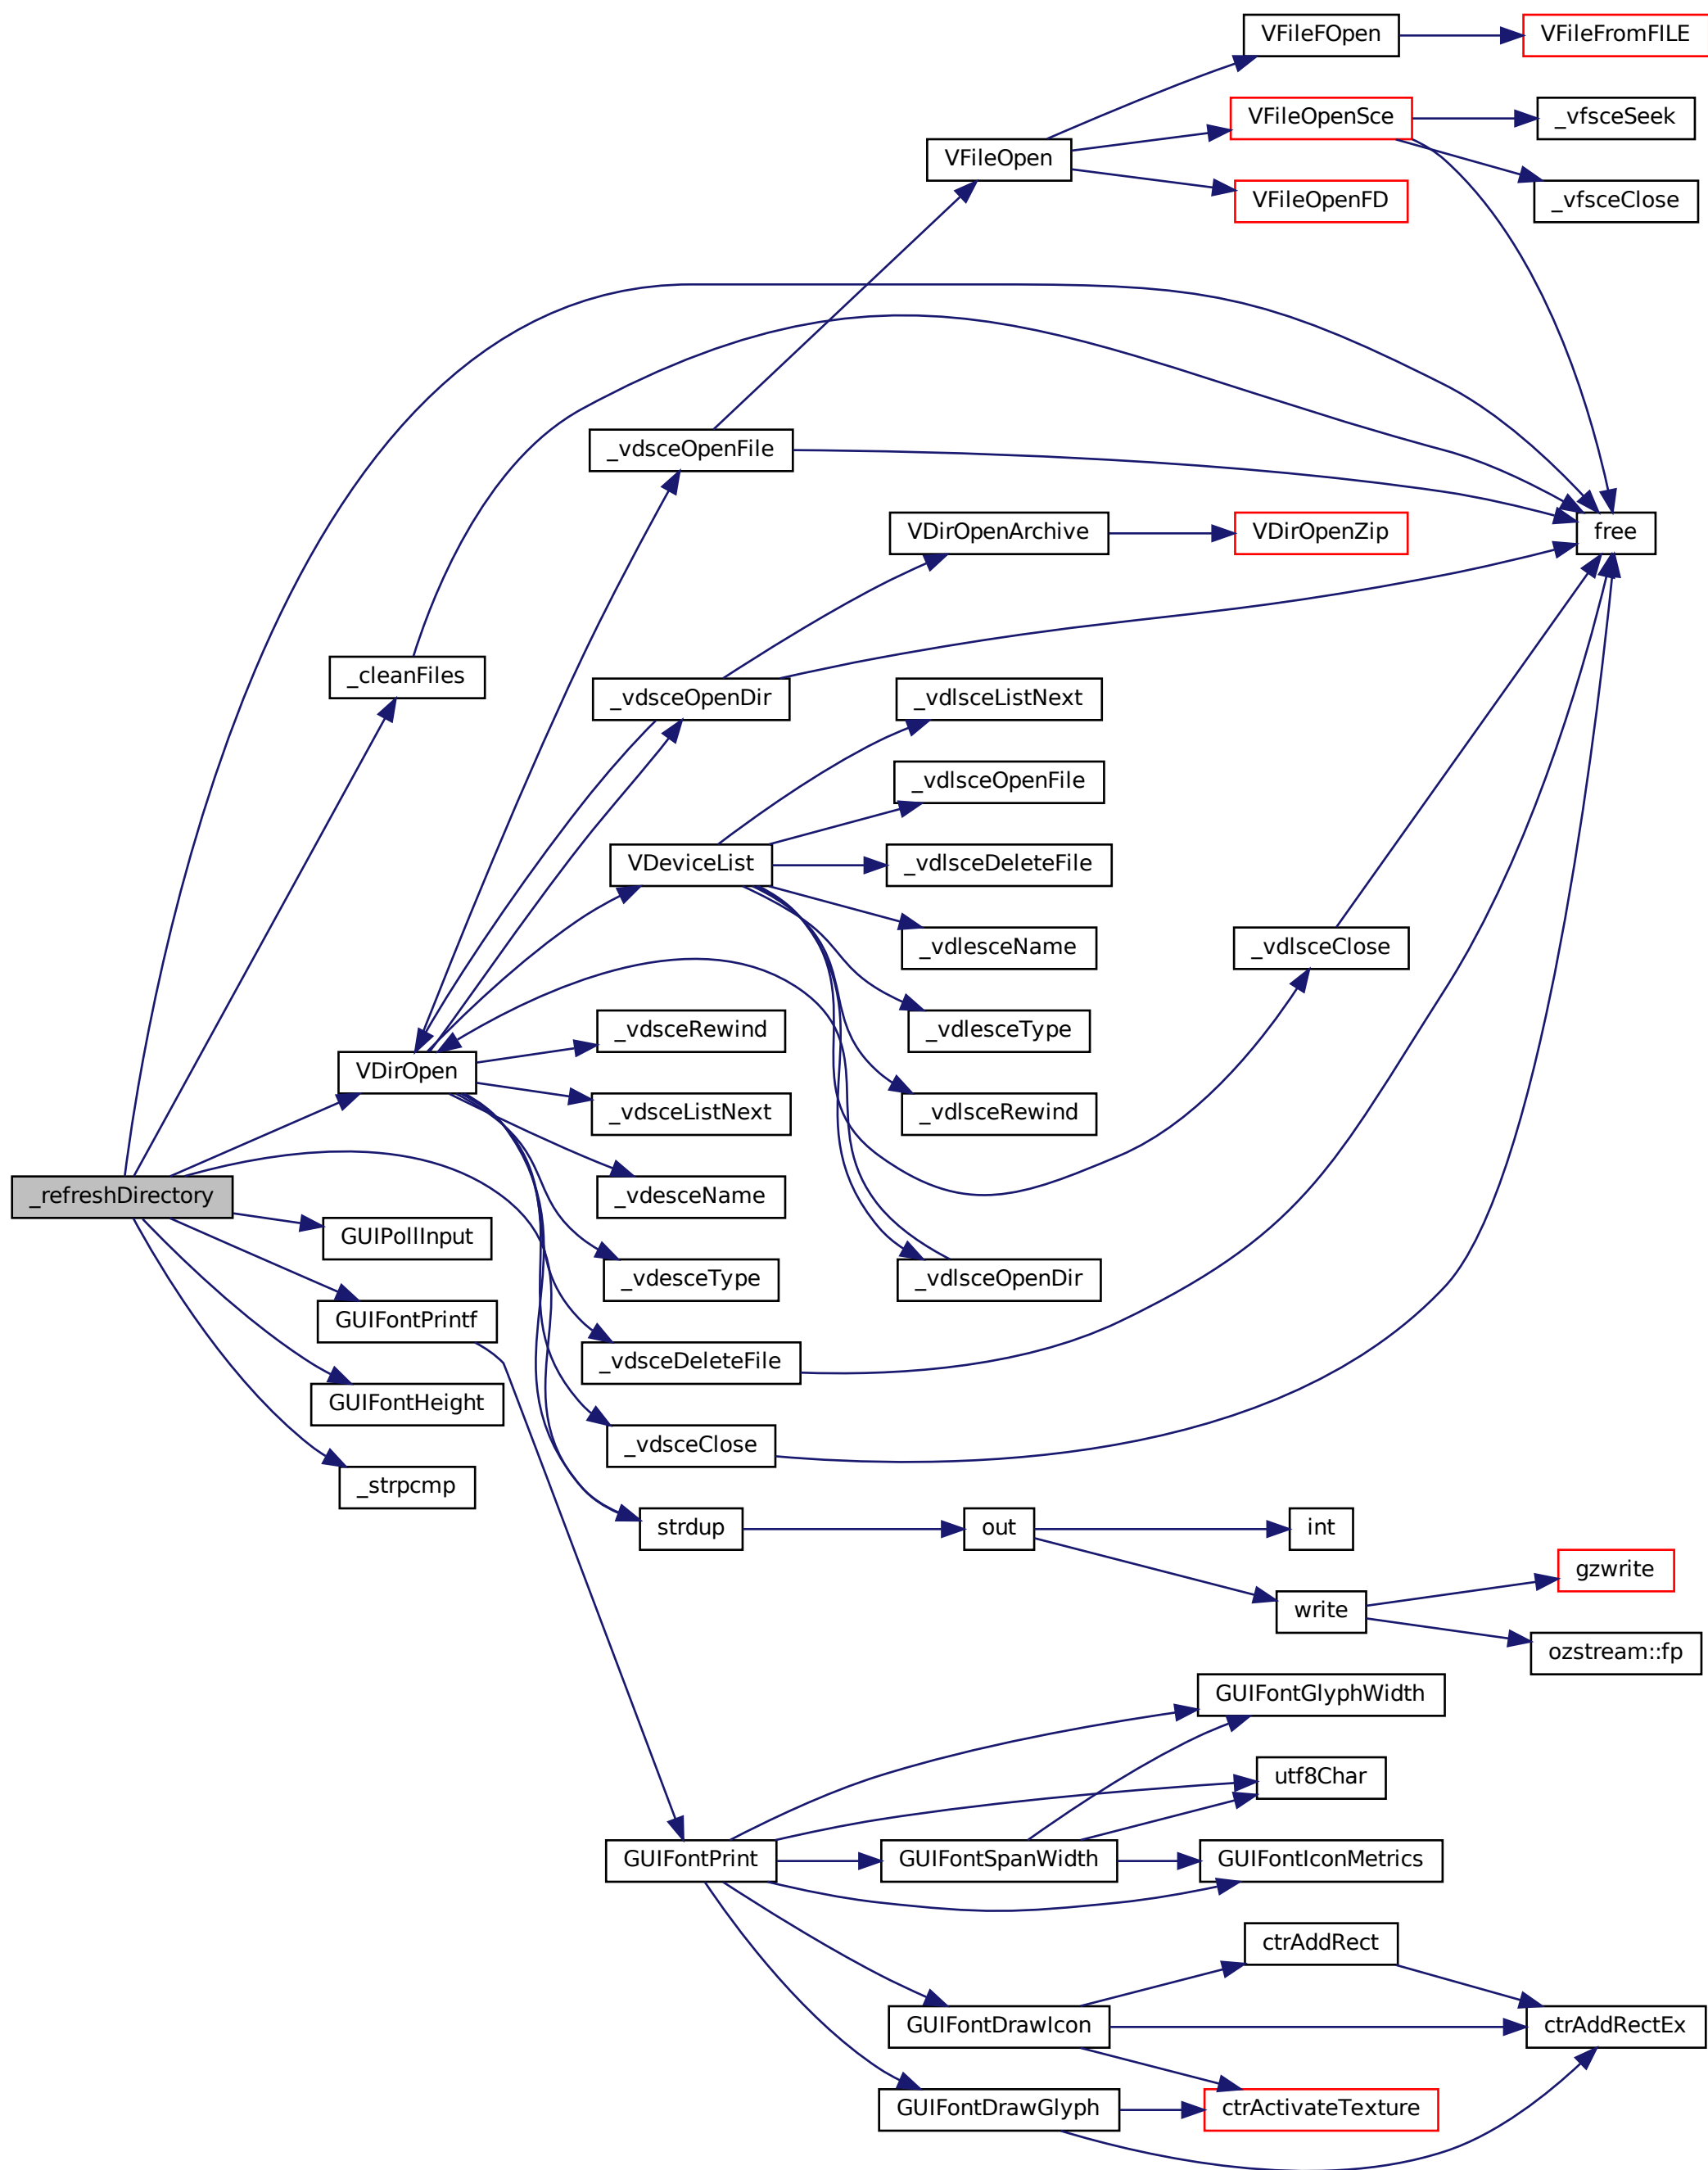 VFileFOpen
VFileFromFILE
VFileOpenSce
_vfsceSeek
VFileOpen
VFileOpenFD
_vfsceClose
_vdsceOpenFile
VDirOpenArchive
VDirOpenZip
free
_cleanFiles
_vdsceOpenDir
_vdlsceListNext
_vdlsceOpenFile
VDeviceList
_vdlsceDeleteFile
_vdlesceName
_vdlsceClose
_vdsceRewind
_vdlesceType
VDirOpen
_vdsceListNext
_vdlsceRewind
_refreshDirectory
_vdesceName
GUIPollInput
_vdesceType
_vdlsceOpenDir
GUIFontPrintf
_vdsceDeleteFile
GUIFontHeight
_vdsceClose
_strpcmp
strdup
out
int
gzwrite
write
ozstream::fp
GUIFontGlyphWidth
utf8Char
GUIFontPrint
GUIFontSpanWidth
GUIFontIconMetrics
ctrAddRect
GUIFontDrawIcon
ctrAddRectEx
GUIFontDrawGlyph
ctrActivateTexture